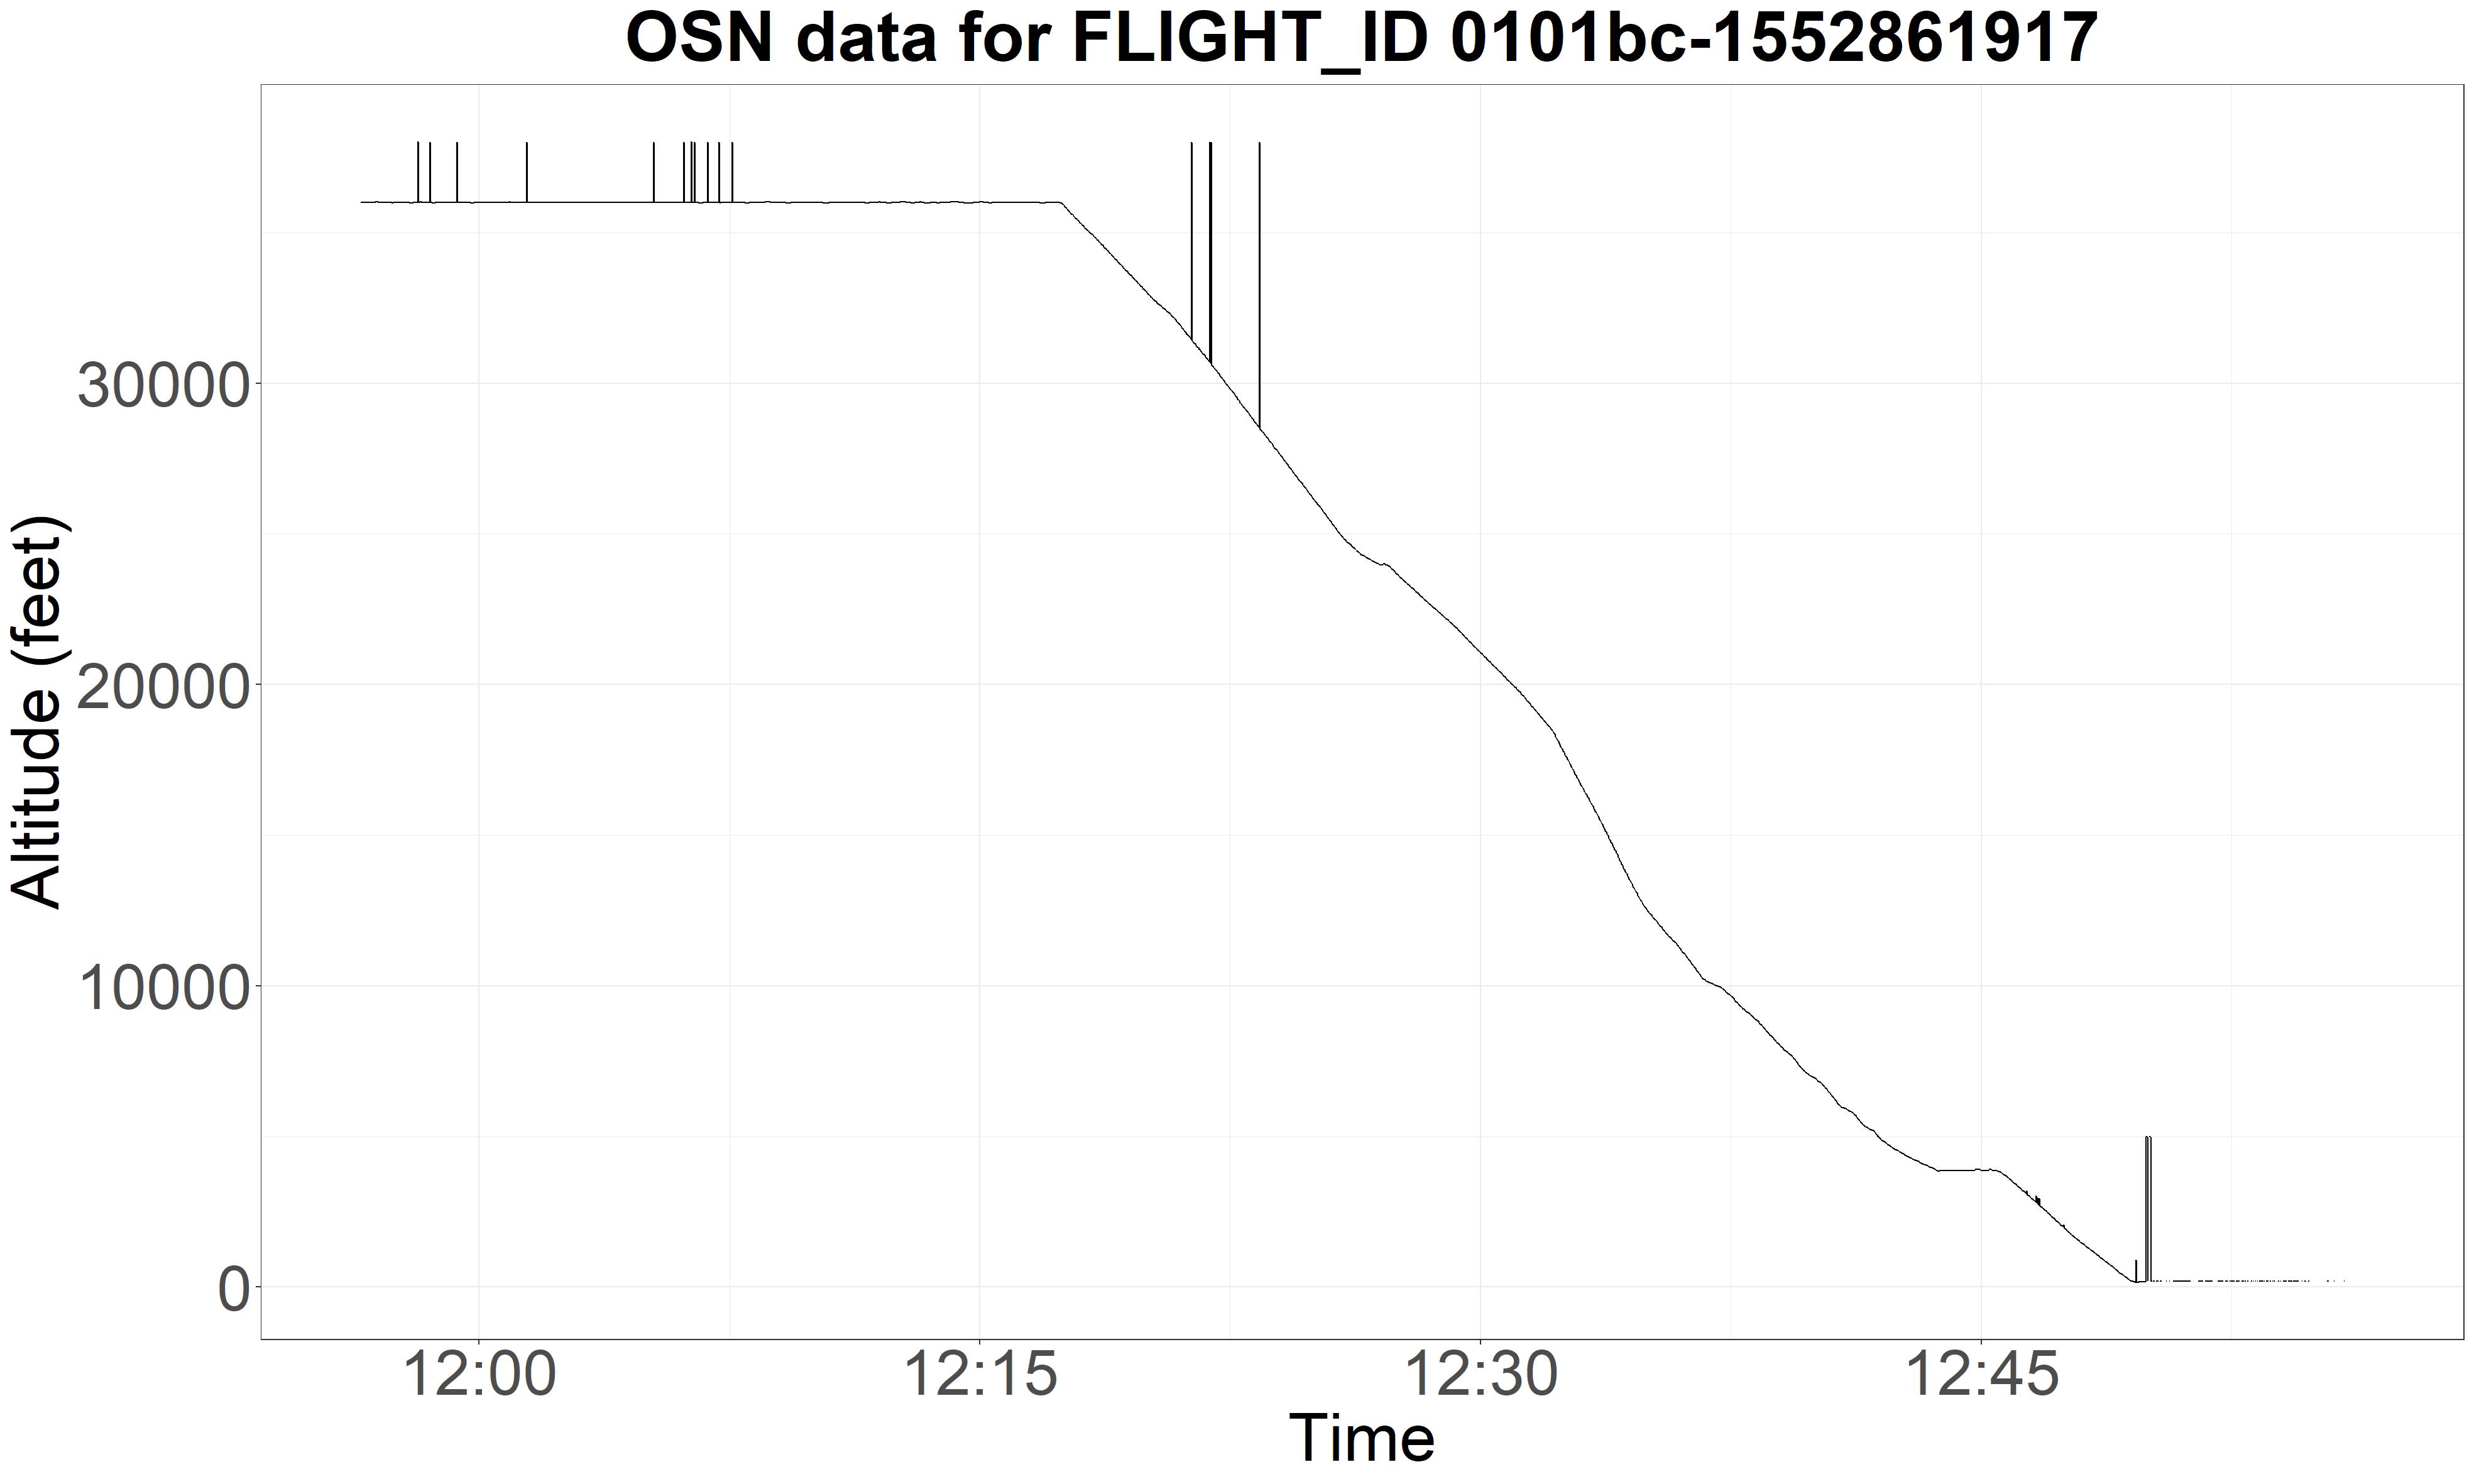 OSN data for FLIGHT_ID 0101bc-1552861917
Altitude (feet)
30000
20000
10000
0
12:00 12:15 12:30 12:45
Time